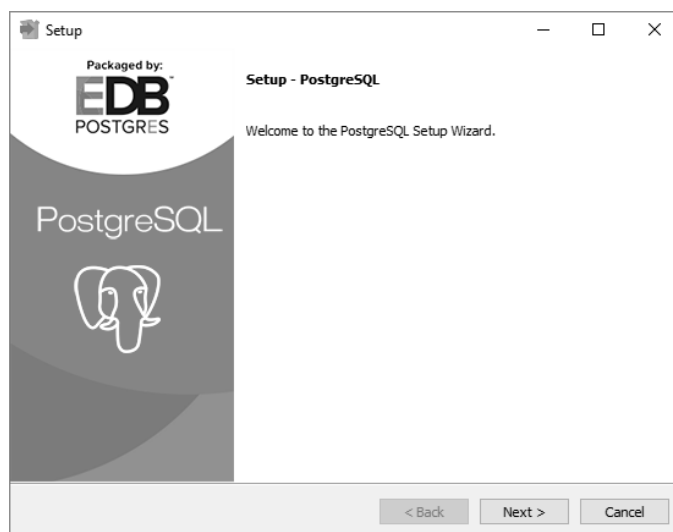 Setup
Packaged by:
EDB
POSTGRES
Setup - PostgreSQL
Welcome to the PostgreSQL Setup Wizard.
PostgreSQL
< Back
Next >
Cancel